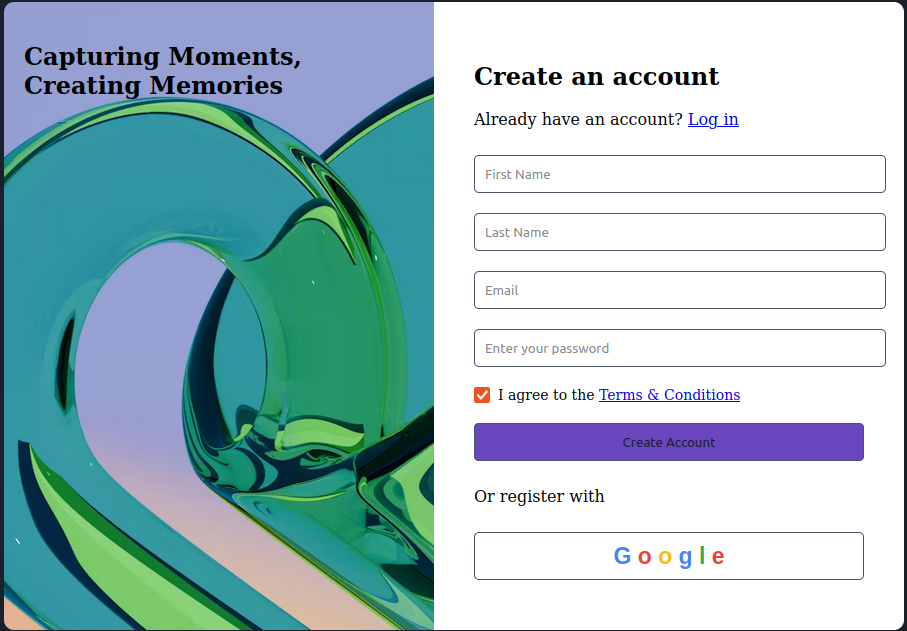 Capturing Moments,
Creating Memories
Create an account
Already have an account? Log in
First Name
Last Name
Email
Enter your password
I agree to the Terms & Conditions
Create Account
Or register with
Google